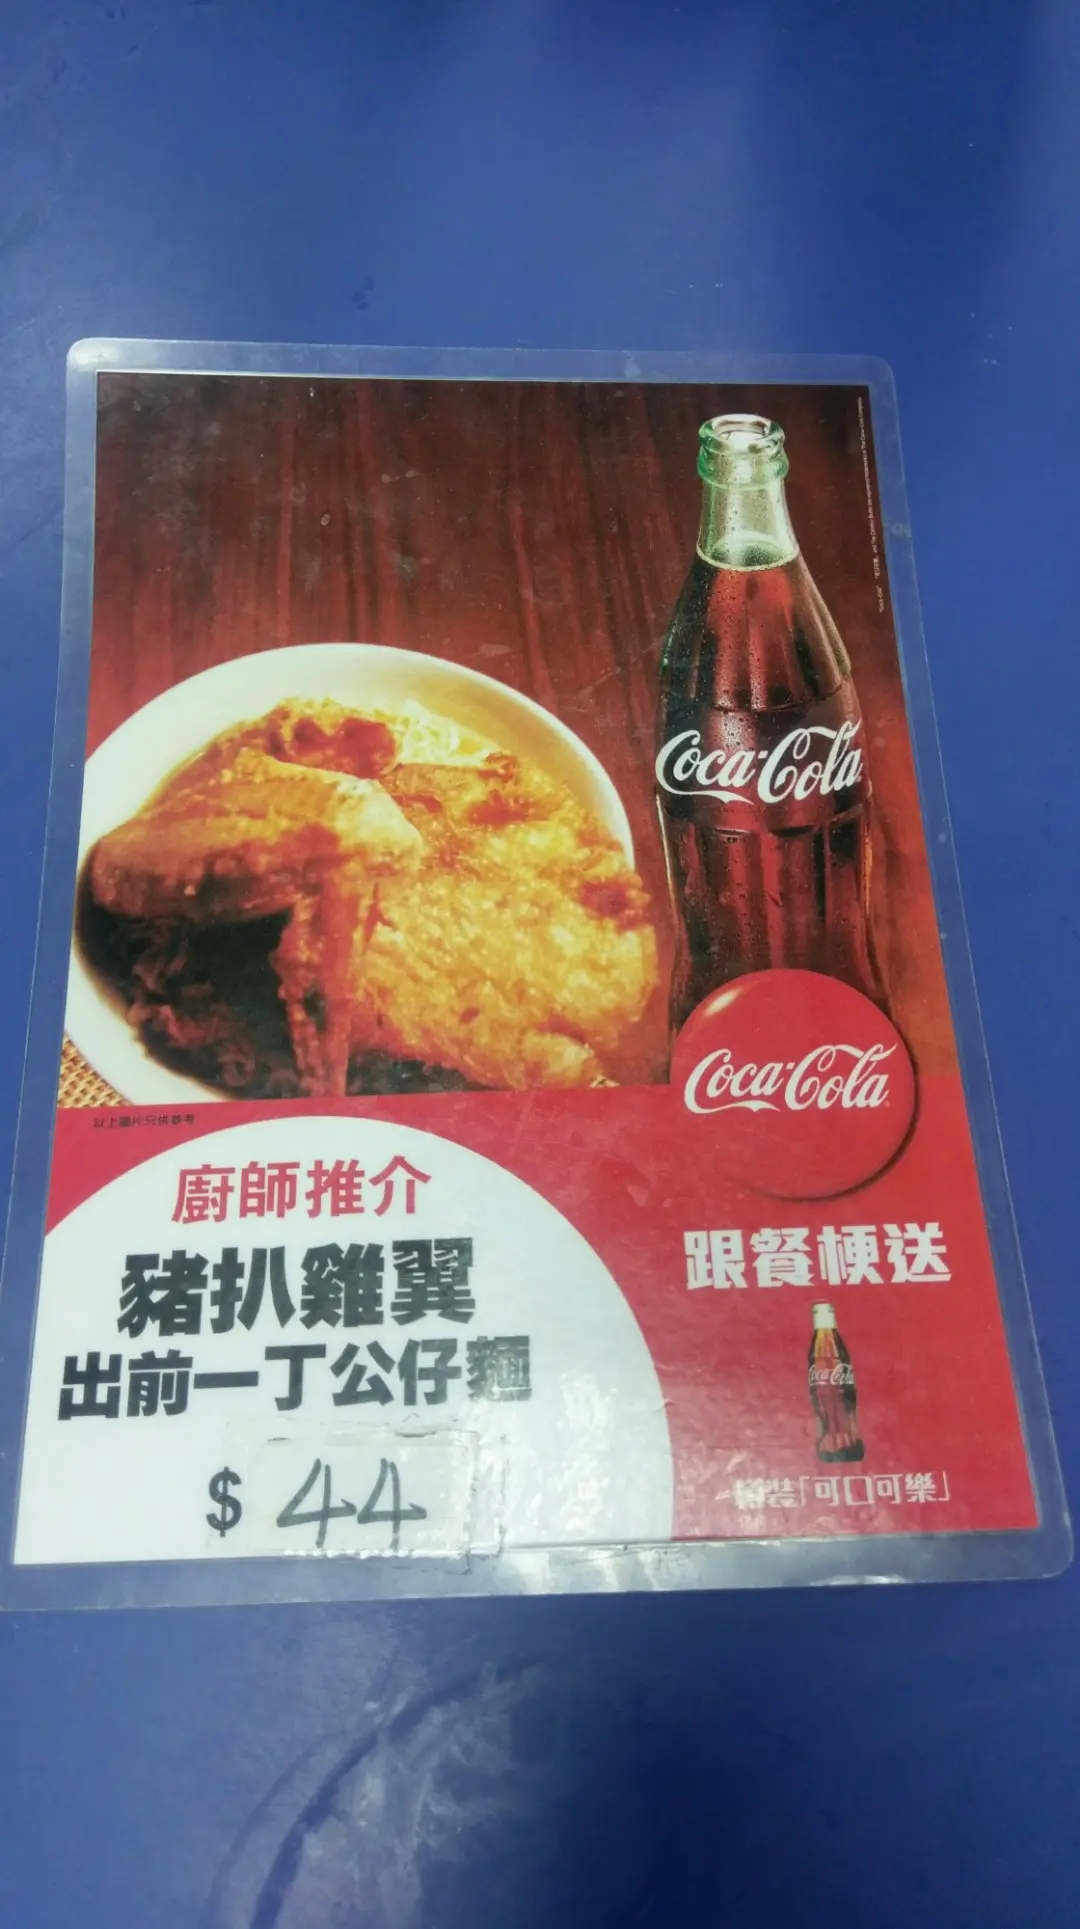 Coca-Cola
Coca-Cola
以上圖片只供參考
廚師推介
豬扒雞翼
出前一丁公仔麵
$ 44
跟餐梗送
Coca-Cola
樽裝「可口可樂」